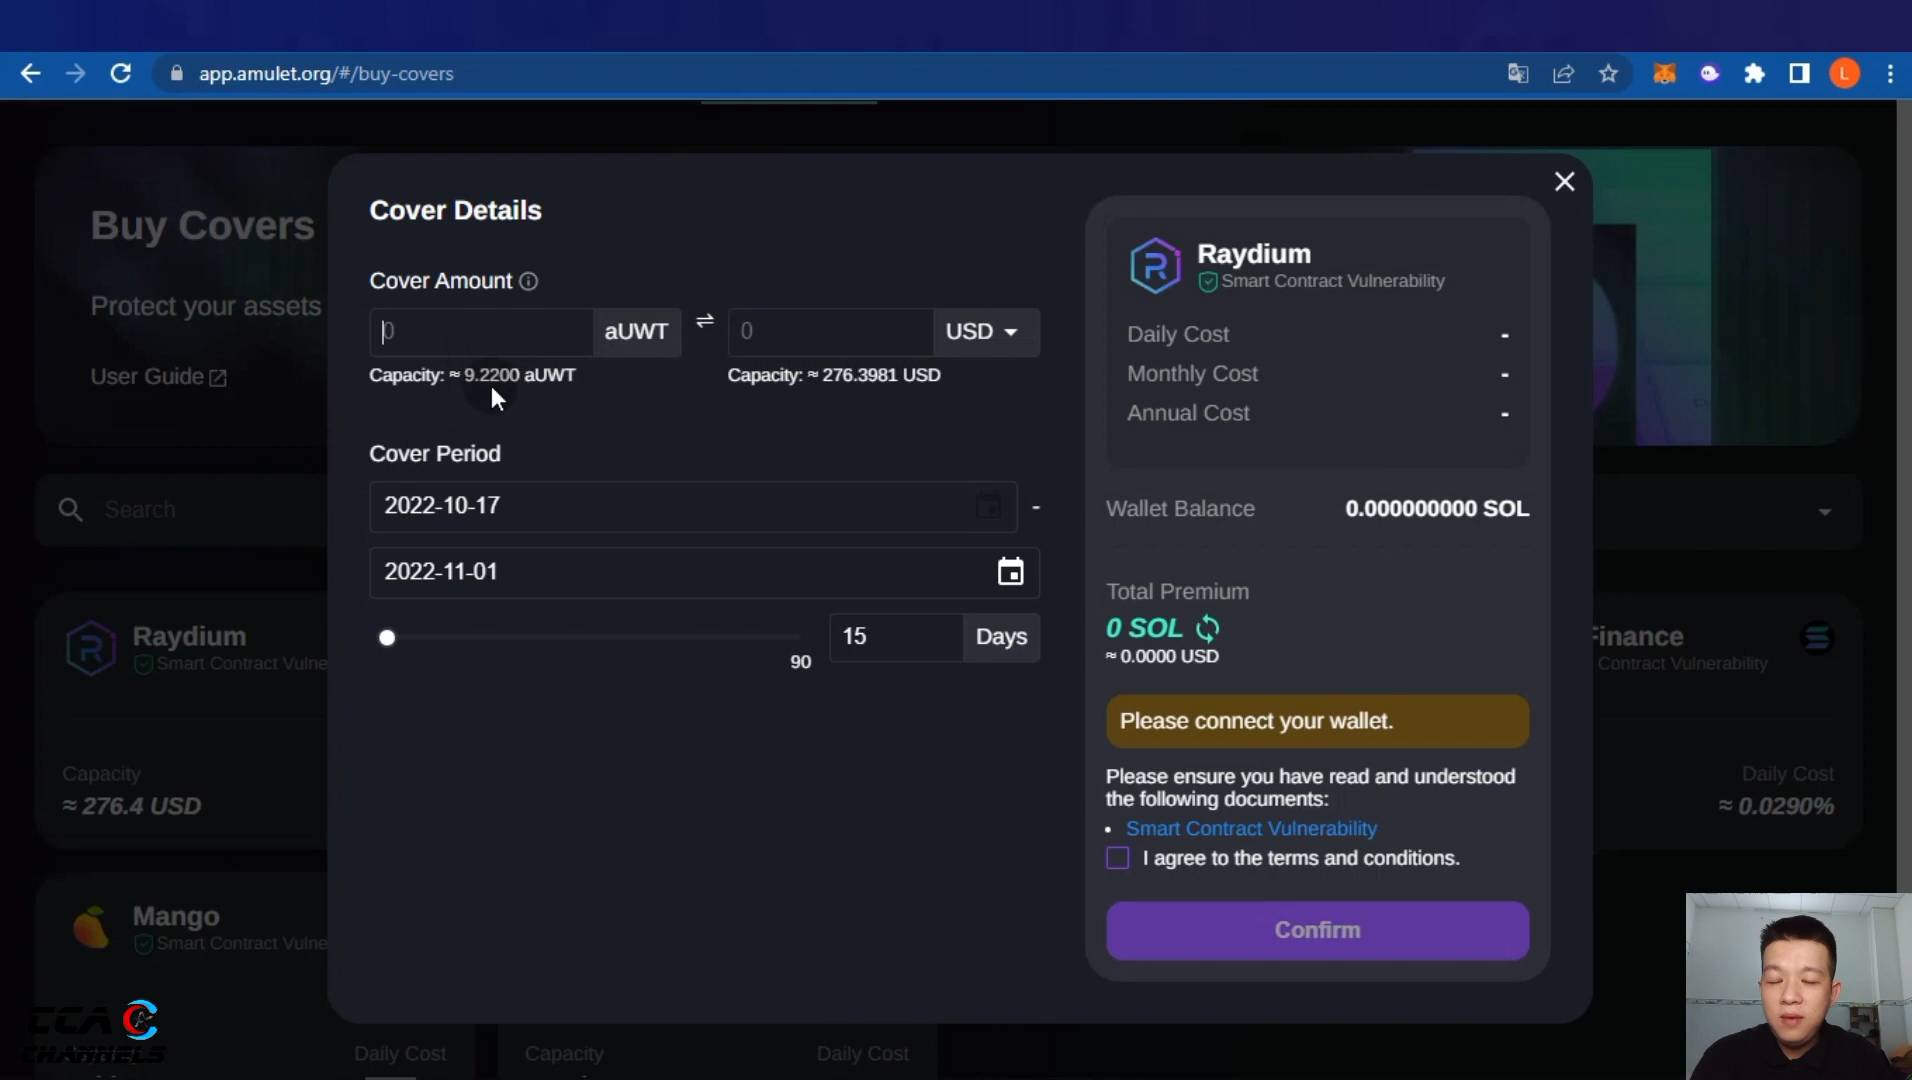 app.amulet.org/#/buy-covers
L
Buy Covers
Protect your assets
User Guide
Search
Cover Details
Cover Amount
0 aUWT
0 USD
Capacity: ≈ 9.2200 aUWT
Capacity: ≈ 276.3981 USD
Cover Period
2022-10-17 -
2022-11-01
15 Days
90
Raydium
Smart Contract Vulnerability
Daily Cost -
Monthly Cost -
Annual Cost -
Wallet Balance 0.000000000 SOL
Total Premium
0 SOL
≈ 0.0000 USD
Please connect your wallet.
Please ensure you have read and understood
the following documents:
• Smart Contract Vulnerability
I agree to the terms and conditions.
Confirm
Raydium
Smart Contract Vulne
Capacity
≈ 276.4 USD
Finance
Contract Vulnerability
Daily Cost
≈ 0.0290%
Mango
Smart Contract Vulne
Daily Cost
Capacity
Daily Cost
CCA
CHANNELS